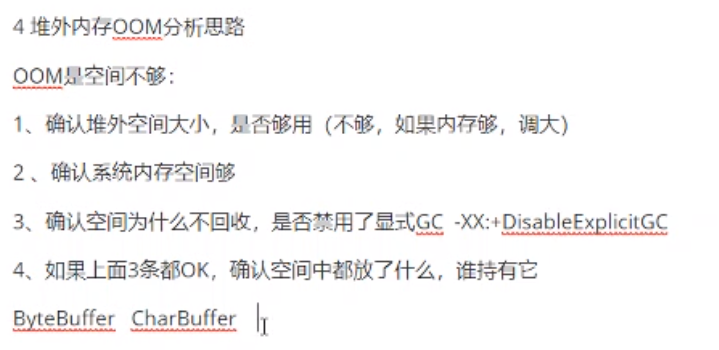 4 堆外内存OOM分析思路
OOM是空间不够：
1、确认堆外空间大小，是否够用（不够，如果内存够，调大）
2 、确认系统内存空间够
3、确认空间为什么不回收，是否禁用了显式GC -XX:+DisableExplicitGC
4、如果上面3条都OK，确认空间中都放了什么，谁持有它
ByteBuffer CharBuffer